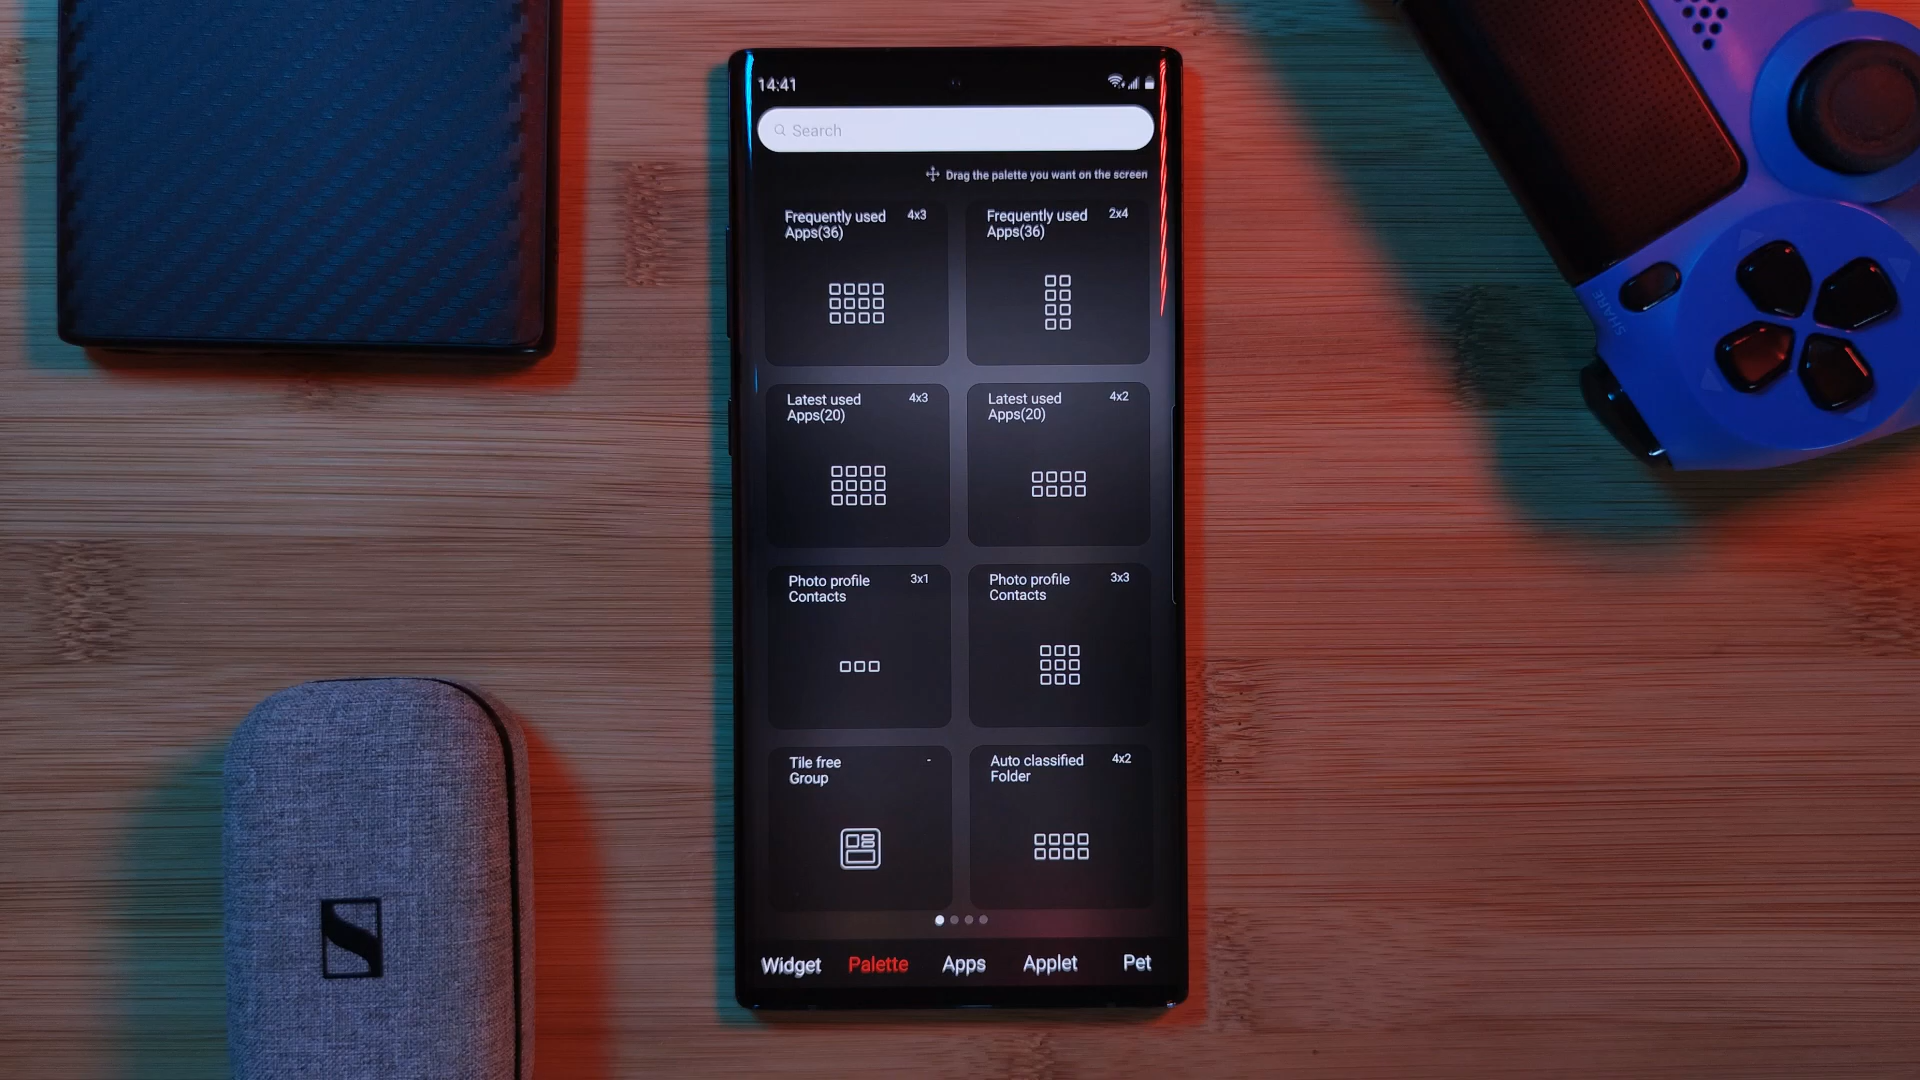 14:41
Search
Drag the palette you want on the screen
Frequently used
Apps(36)
4x3
Frequently used
Apps(36)
2x4
Latest used
Apps(20)
4x3
Latest used
Apps(20)
4x2
Photo profile
Contacts
3x1
Photo profile
Contacts
3x3
Tile free
Group
-
Auto classified
Folder
4x2
Widget Palette Apps Applet Pet
SHARE